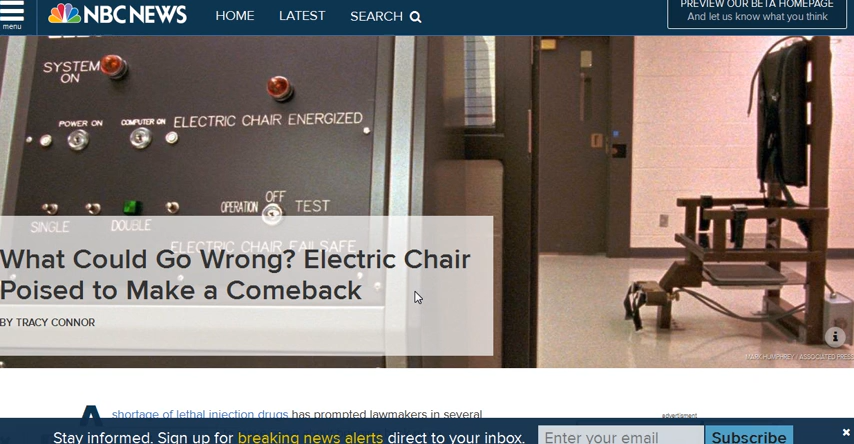 menu
NBC NEWS
HOME
LATEST
SEARCH
PREVIEW OUR BETA HOMEPAGE
And let us know what you think
SYSTEM
ON
POWER ON
COMPUTER ON
ELECTRIC CHAIR ENERGIZED
OPERATION
OFF
TEST
SINGLE
DOUBLE
ELECTRIC CHAIR FAILSAFE
What Could Go Wrong? Electric Chair
Poised to Make a Comeback
BY TRACY CONNOR
MARK HUMPHREY / ASSOCIATED PRESS
A shortage of lethal injection drugs has prompted lawmakers in several
advertisment
Stay informed. Sign up for breaking news alerts direct to your inbox.
Enter your email
Subscribe